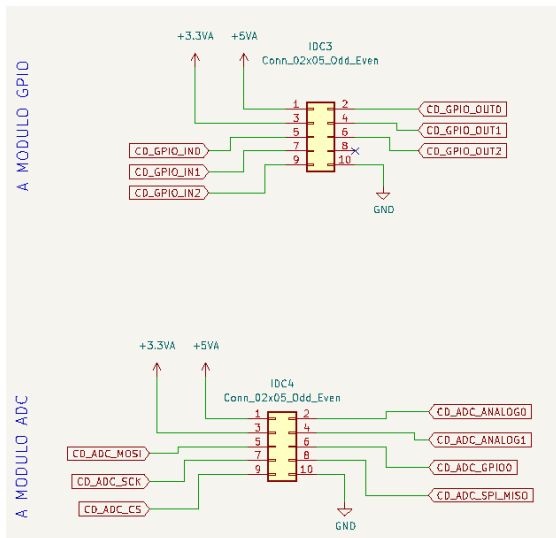 A MODULO GPIO
+3.3VA
+5VA
IDC3
Conn_02x05_Odd_Even
1
2
CD_GPIO_OUT0
3
4
CD_GPIO_OUT1
CD_GPIO_IN0
5
6
CD_GPIO_OUT2
CD_GPIO_IN1
7
8
CD_GPIO_IN2
9
10
GND
A MODULO ADC
+3.3VA
+5VA
IDC4
Conn_02x05_Odd_Even
1
2
CD_ADC_ANALOG0
3
4
CD_ADC_ANALOG1
CD_ADC_MOSI
5
6
CD_ADC_GPIO0
CD_ADC_SCK
7
8
CD_ADC_SPI_MISO
CD_ADC_CS
9
10
GND